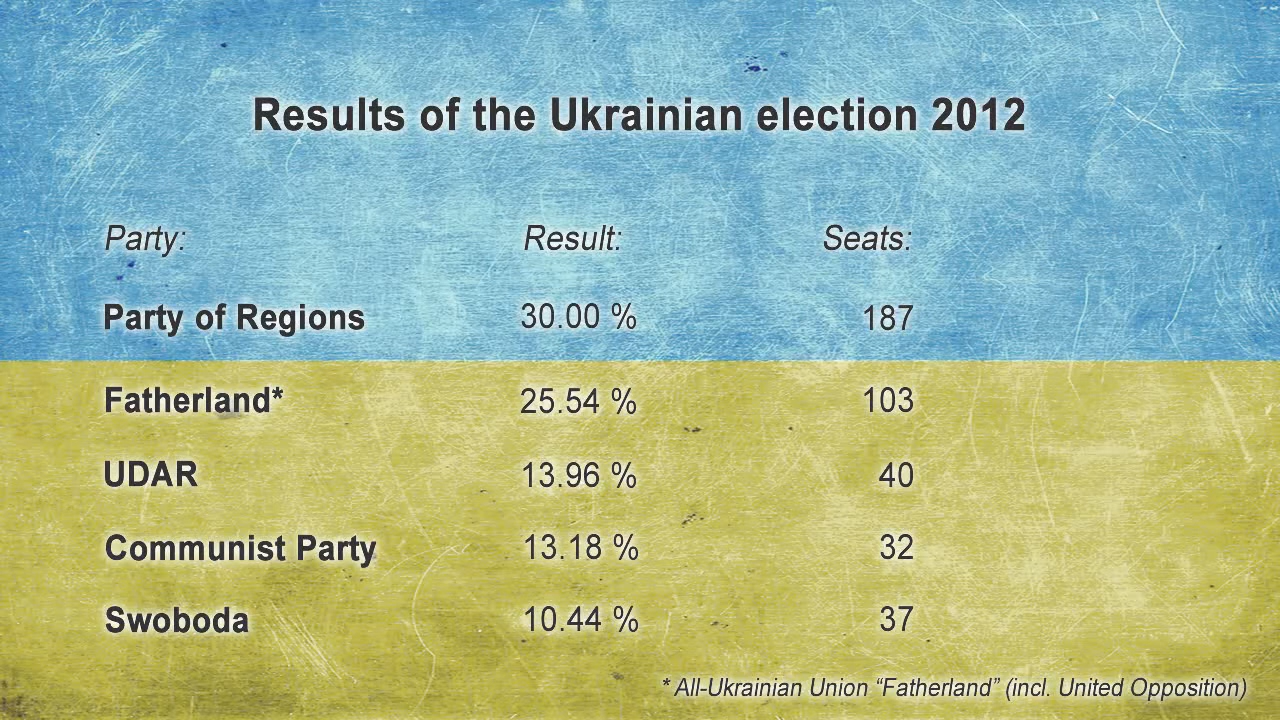 Results of the Ukrainian election 2012
Party: Result: Seats:
Party of Regions 30.00 % 187
Fatherland* 25.54 % 103
UDAR 13.96 % 40
Communist Party 13.18 % 32
Swoboda 10.44 % 37
* All-Ukrainian Union “Fatherland” (incl. United Opposition)